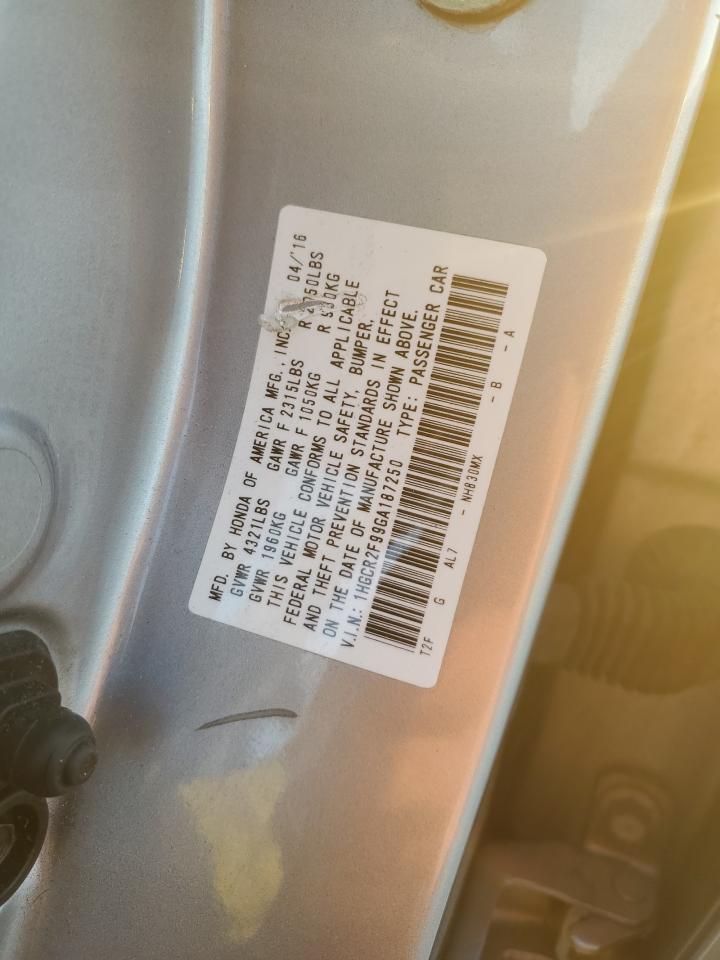 MFD. BY HONDA OF AMERICA MFG., INC. 04/'16
GVWR 4321LBS GAWR F 2315LBS R
GVWR 1960KG GAWR F 1050KG R
THIS VEHICLE CONFORMS TO ALL APPLICABLE
FEDERAL MOTOR VEHICLE SAFETY, BUMPER,
AND THEFT PREVENTION STANDARDS IN EFFECT
ON THE DATE OF MANUFACTURE SHOWN ABOVE.
V.I.N.: 1HGCR2F99GA187250 TYPE: PASSENGER CAR
T2F G AL7 - NH830MX - B - A